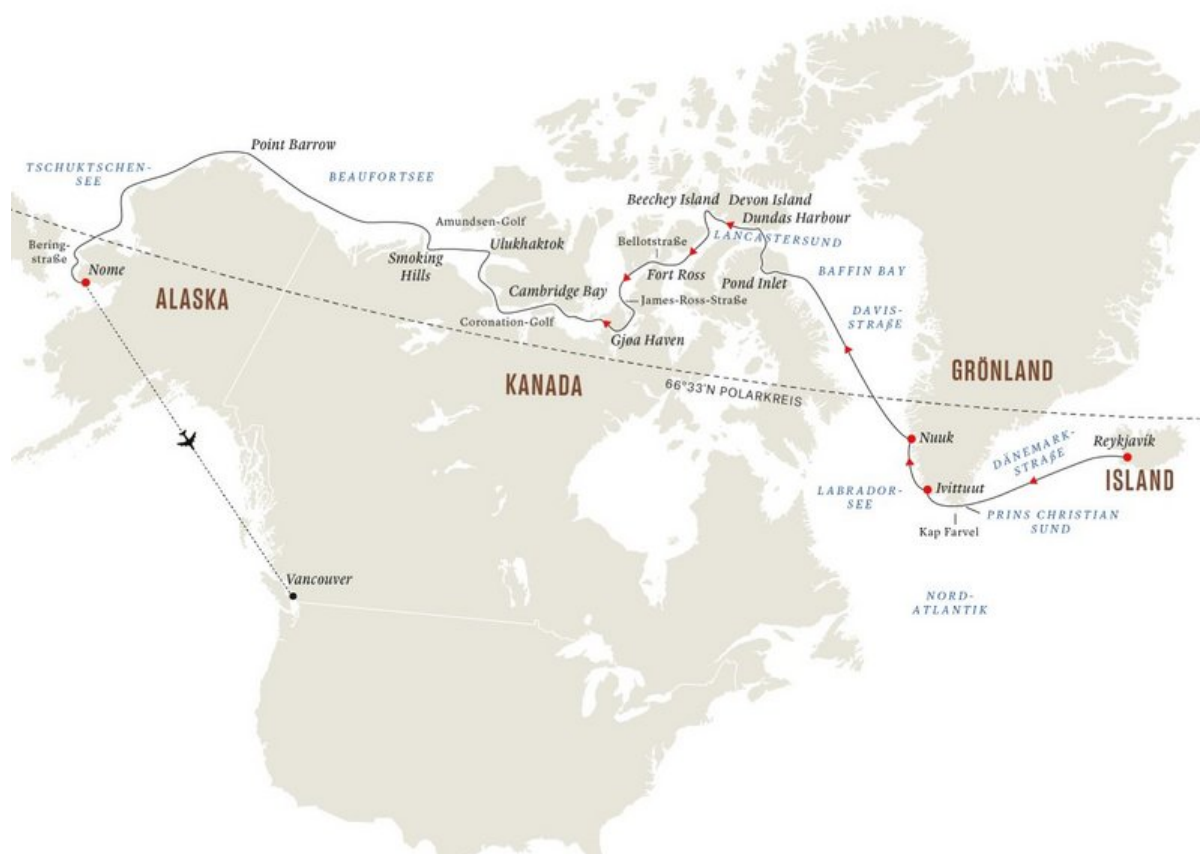 Point Barrow
TSCHUKTSCHEN-
SEE
BEAUFORTSEE
Beechey Island
Devon Island
Dundas Harbour
LANCASTERSUND
Amundsen-Golf
Ulukhaktok
Bellotstraße
Bering-
straße
Nome
Smoking
Hills
Fort Ross
Pond Inlet
BAFFIN BAY
ALASKA
Cambridge Bay
James-Ross-Straße
DAVIS-
STRAßE
Coronation-Golf
Gjøa Haven
GRÖNLAND
KANADA
66°33'N POLARKREIS
Nuuk
DÄNEMARK-
STRAßE
Reykjavík
ISLAND
LABRADOR-
SEE
Ivittuut
PRINS CHRISTIAN
SUND
Kap Farvel
Vancouver
NORD-
ATLANTIK